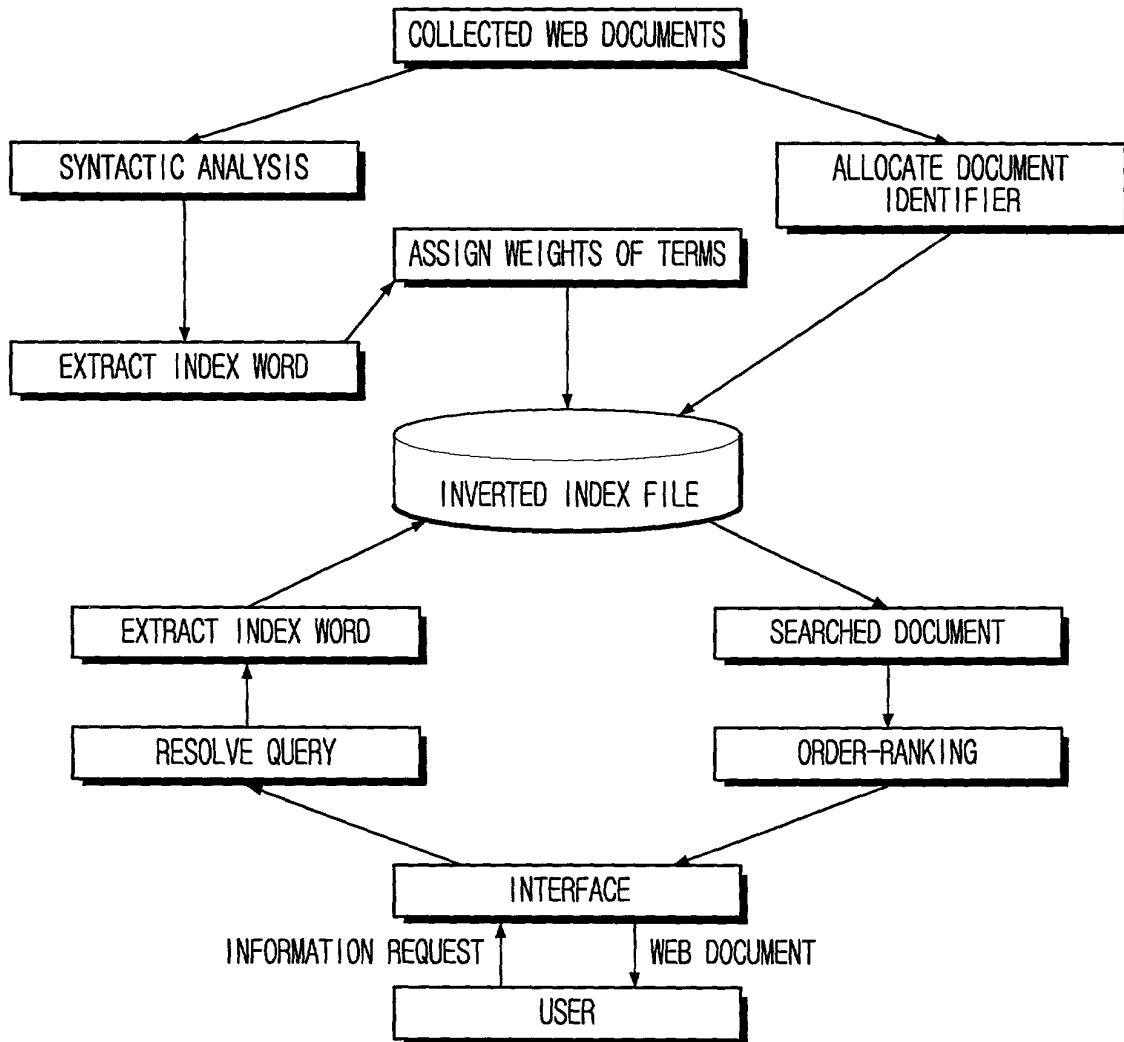 COLLECTED WEB DOCUMENTS
SYNTACTIC ANALYSIS
ALLOCATE DOCUMENT
IDENTIFIER
ASSIGN WEIGHTS OF TERMS
EXTRACT INDEX WORD
INVERTED INDEX FILE
EXTRACT INDEX WORD
SEARCHED DOCUMENT
RESOLVE QUERY
ORDER-RANKING
INTERFACE
INFORMATION REQUEST
WEB DOCUMENT
USER